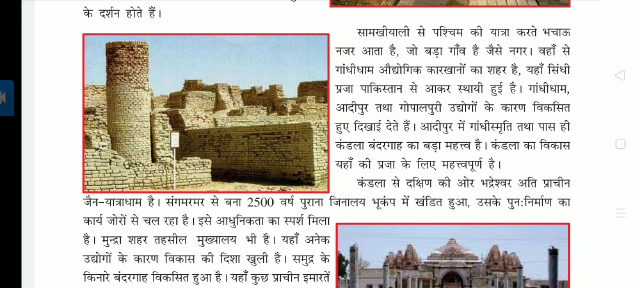 के दर्शन होते हैं।
सामखीयाली से पश्चिम की यात्रा करते भचाऊ
नजर आता है, जो बड़ा गाँव है जैसे नगर। वहाँ से
गांधीधाम औद्योगिक कारखानों का शहर है, यहाँ सिंधी
प्रजा पाकिस्तान से आकर स्थायी हुई है। गांधीधाम,
आदीपुर तथा गोपालपुरी उद्योगों के कारण विकसित
हुए दिखाई देते हैं। आदीपुर में गांधीस्मृति तथा पास ही
कंडला बंदरगाह का बड़ा महत्त्व है। कंडला का विकास
यहाँ की प्रजा के लिए महत्त्वपूर्ण है।
कंडला से दक्षिण की ओर भद्रेश्वर अति प्राचीन
जैन-यात्राधाम है। संगमरमर से बना 2500 वर्ष पुराना जिनालय भूकंप में खंडित हुआ, उसके पुन:निर्माण का
कार्य जोरों से चल रहा है। इसे आधुनिकता का स्पर्श मिला
है। मुन्द्रा शहर तहसील मुख्यालय भी है। यहाँ अनेक
उद्योगों के कारण विकास की दिशा खुली है। समुद्र के
किनारे बंदरगाह विकसित हुआ है। यहाँ कुछ प्राचीन इमारतें